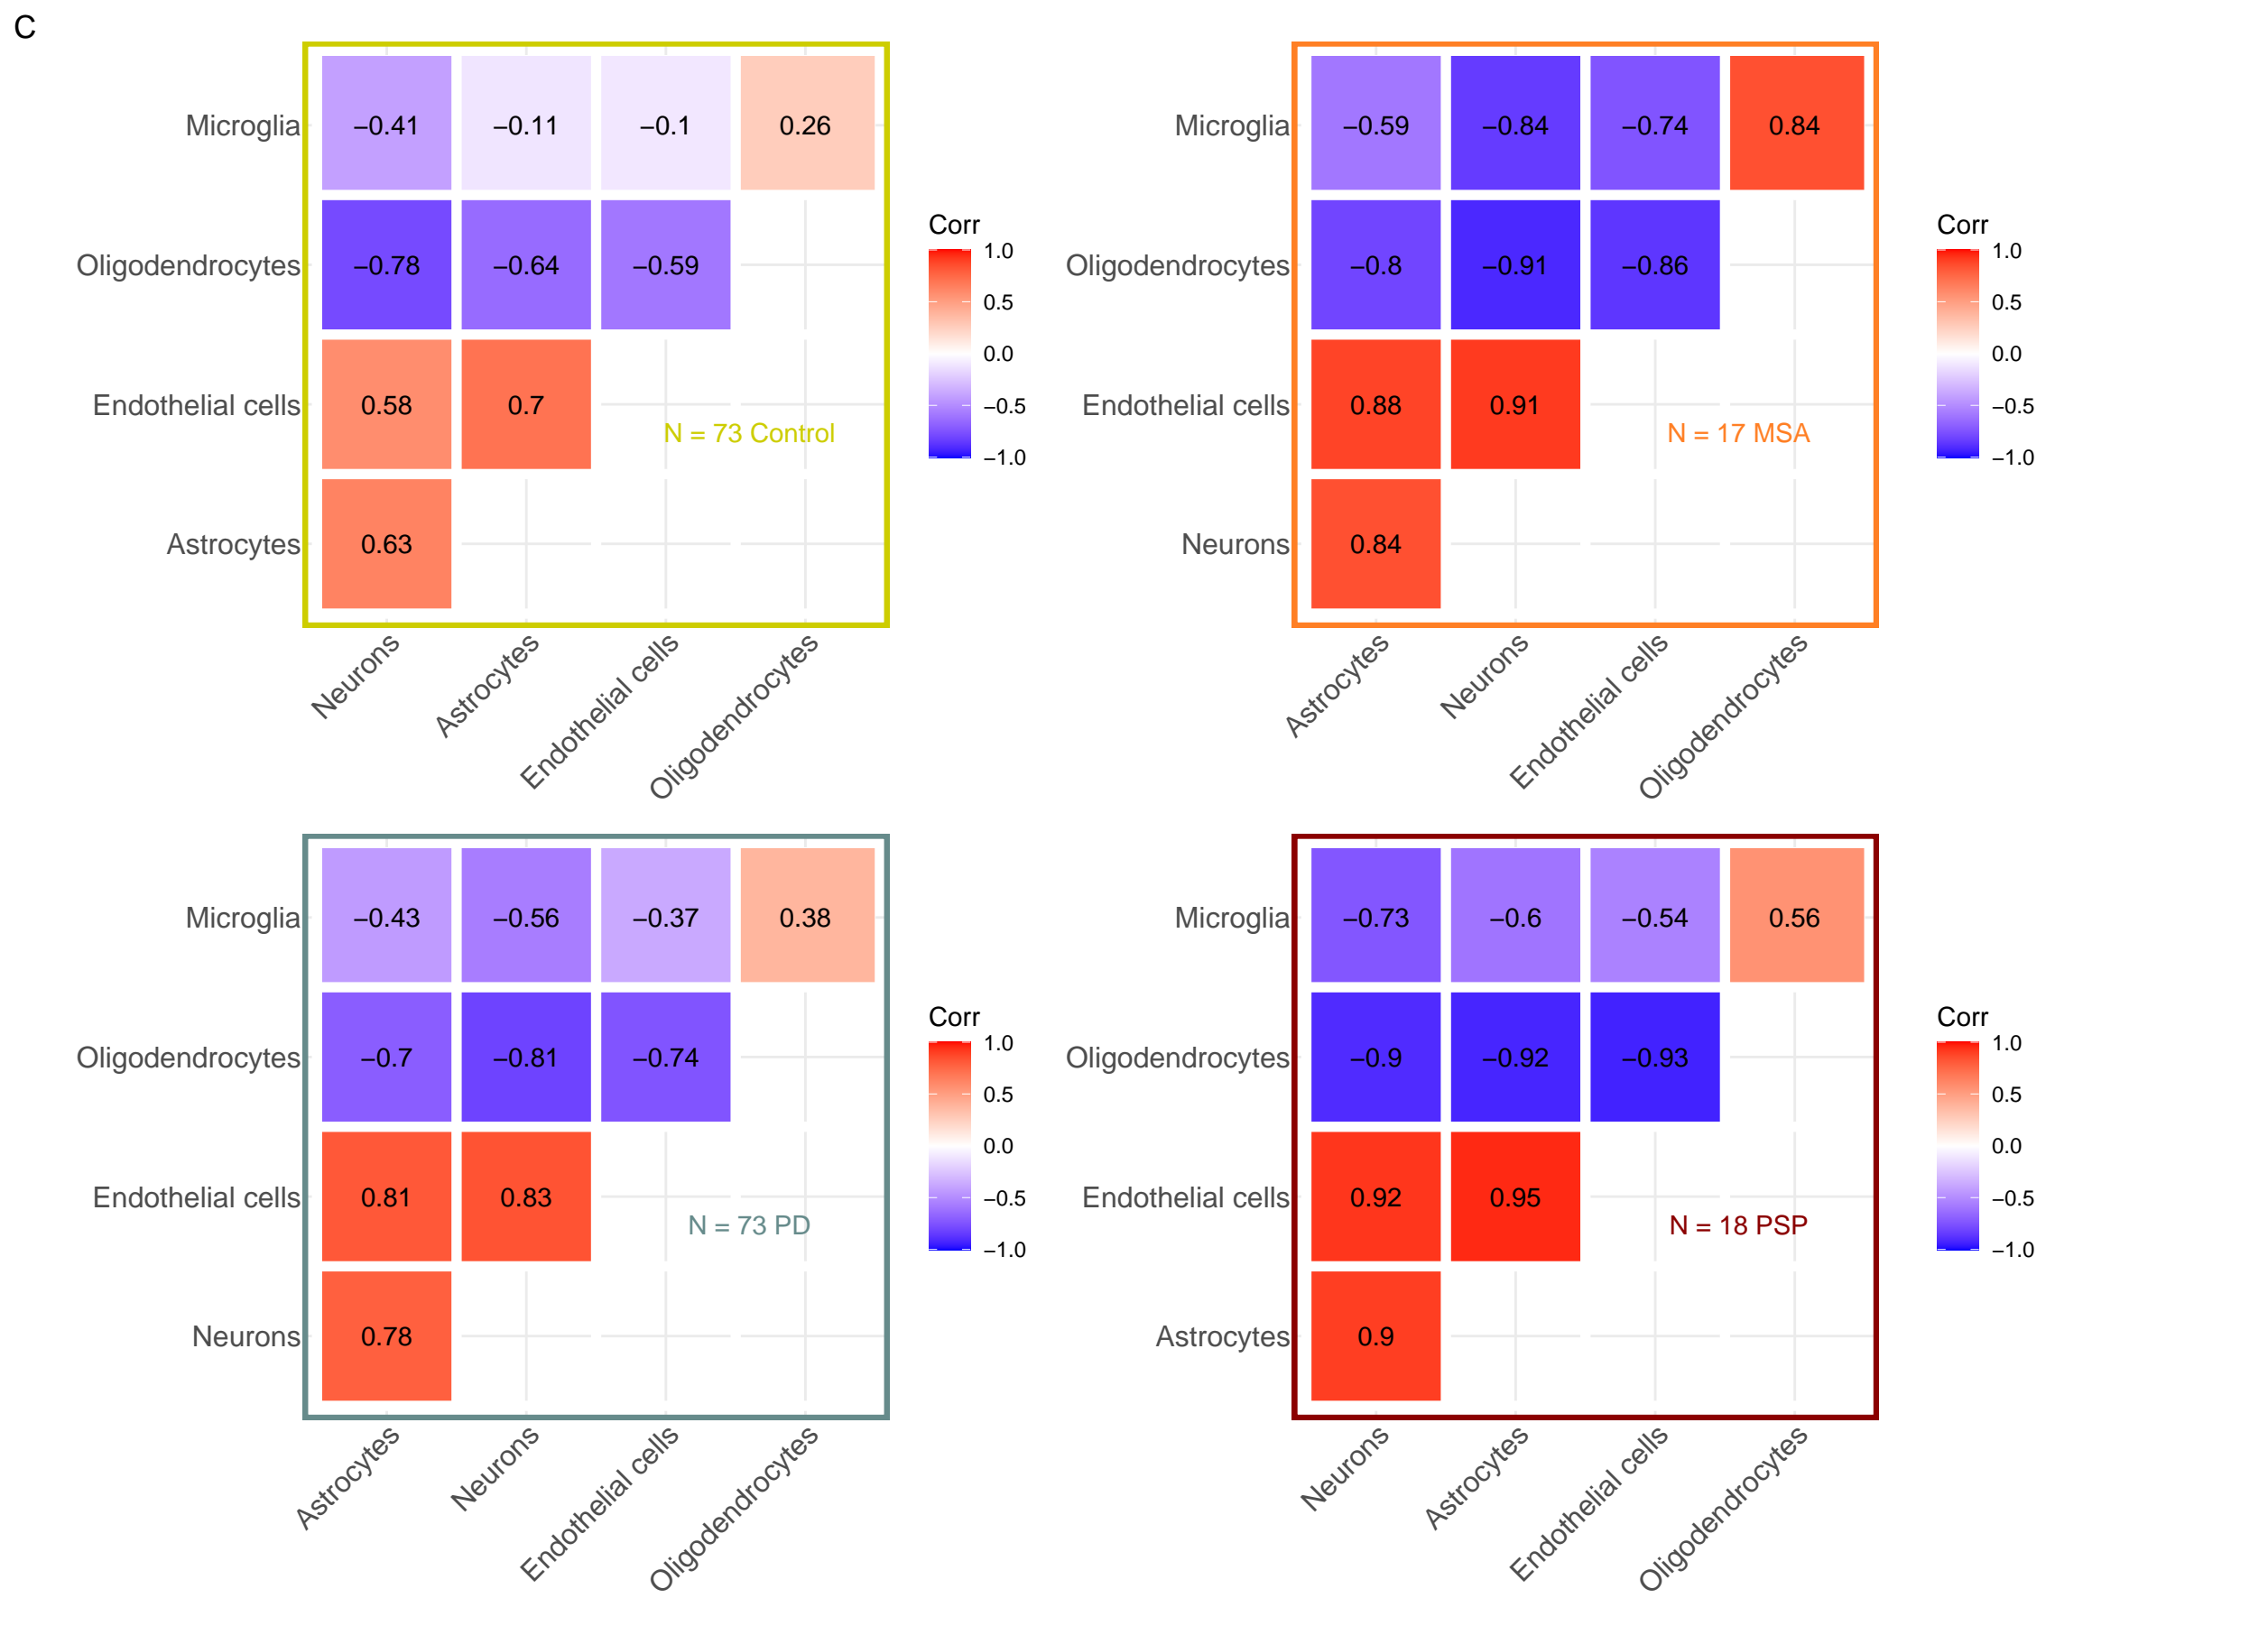 C
Microglia −0.41 −0.11 −0.1 0.26
Oligodendrocytes −0.78 −0.64 −0.59
Endothelial cells 0.58 0.7
N = 73 Control
Astrocytes 0.63
Neurons Astrocytes Endothelial cells Oligodendrocytes
Corr
1.0
0.5
0.0
−0.5
−1.0
Microglia −0.59 −0.84 −0.74 0.84
Oligodendrocytes −0.8 −0.91 −0.86
Endothelial cells 0.88 0.91
N = 17 MSA
Neurons 0.84
Astrocytes Neurons Endothelial cells Oligodendrocytes
Corr
1.0
0.5
0.0
−0.5
−1.0
Microglia −0.43 −0.56 −0.37 0.38
Oligodendrocytes −0.7 −0.81 −0.74
Endothelial cells 0.81 0.83
N = 73 PD
Neurons 0.78
Astrocytes Neurons Endothelial cells Oligodendrocytes
Corr
1.0
0.5
0.0
−0.5
−1.0
Microglia −0.73 −0.6 −0.54 0.56
Oligodendrocytes −0.9 −0.92 −0.93
Endothelial cells 0.92 0.95
N = 18 PSP
Astrocytes 0.9
Neurons Astrocytes Endothelial cells Oligodendrocytes
Corr
1.0
0.5
0.0
−0.5
−1.0